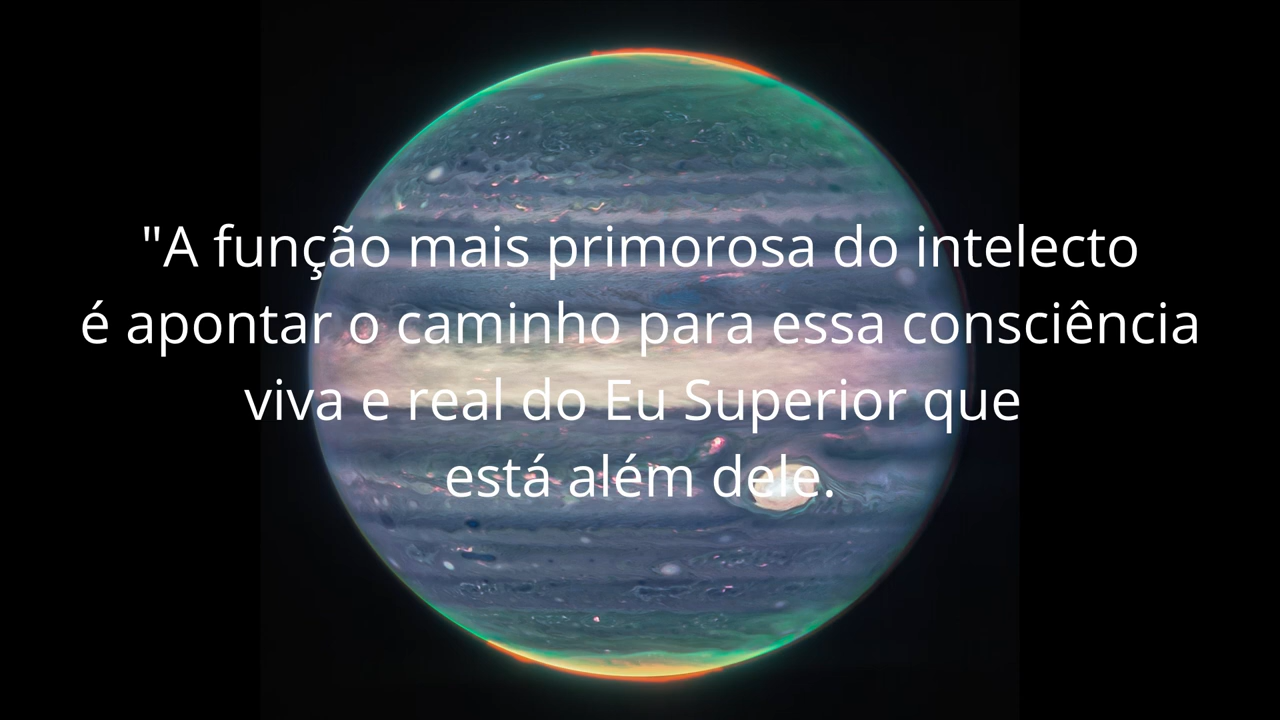 "A função mais primorosa do intelecto
é apontar o caminho para essa consciência
viva e real do Eu Superior que
está além dele.